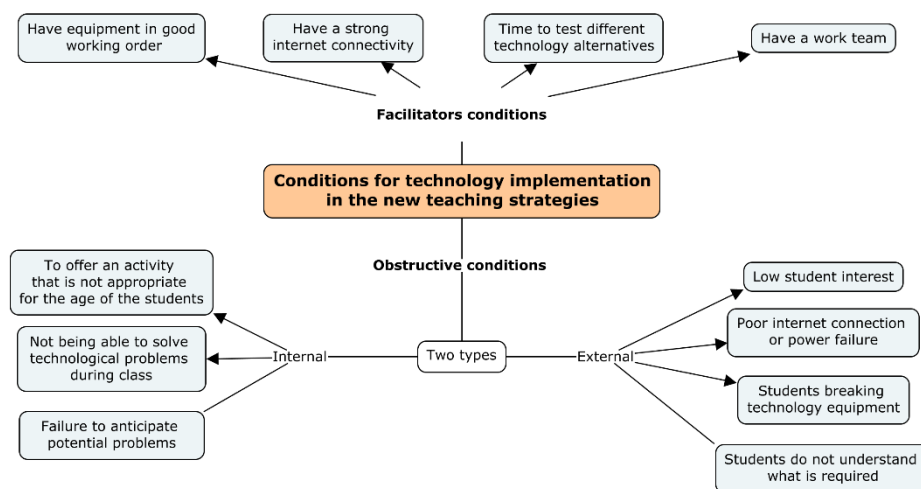 Have equipment in good
working order
Have a strong
internet connectivity
Time to test different
technology alternatives
Have a work team
Facilitators conditions
Conditions for technology implementation
in the new teaching strategies
Obstructive conditions
To offer an activity
that is not appropriate
for the age of the students
Not being able to solve
technological problems
during class
Failure to anticipate
potential problems
Internal
Two types
External
Low student interest
Poor internet connection
or power failure
Students breaking
technology equipment
Students do not understand
what is required